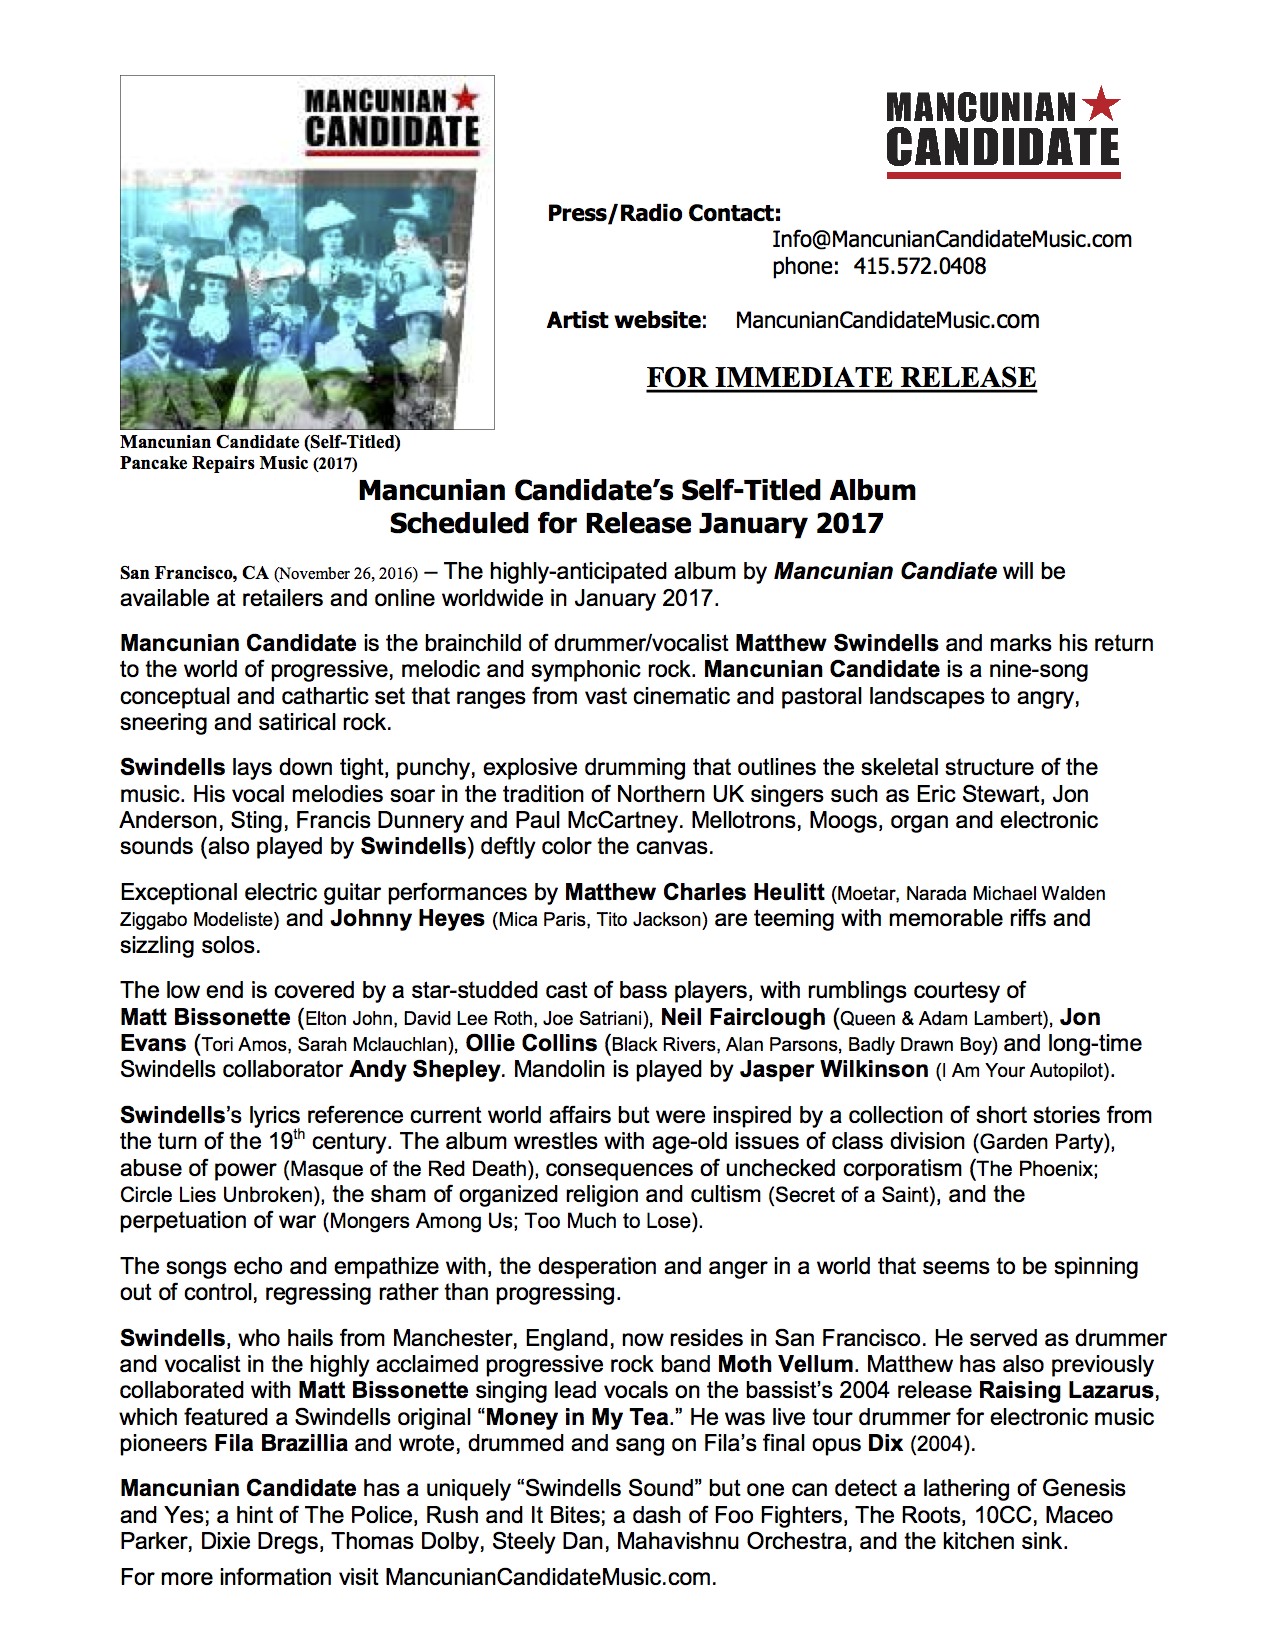 MANCUNIAN
CANDIDATE
MANCUNIAN
CANDIDATE
Press/Radio Contact:
Info@MancunianCandidateMusic.com
phone: 415.572.0408
Artist website: MancunianCandidateMusic.com
FOR IMMEDIATE RELEASE
Mancunian Candidate (Self-Titled)
Pancake Repairs Music (2017)
Mancunian Candidate’s Self-Titled Album
Scheduled for Release January 2017
San Francisco, CA (November 26, 2016) – The highly-anticipated album by Mancunian Candiate will be
available at retailers and online worldwide in January 2017.
Mancunian Candidate is the brainchild of drummer/vocalist Matthew Swindells and marks his return
to the world of progressive, melodic and symphonic rock. Mancunian Candidate is a nine-song
conceptual and cathartic set that ranges from vast cinematic and pastoral landscapes to angry,
sneering and satirical rock.
Swindells lays down tight, punchy, explosive drumming that outlines the skeletal structure of the
music. His vocal melodies soar in the tradition of Northern UK singers such as Eric Stewart, Jon
Anderson, Sting, Francis Dunnery and Paul McCartney. Mellotrons, Moogs, organ and electronic
sounds (also played by Swindells) deftly color the canvas.
Exceptional electric guitar performances by Matthew Charles Heulitt (Moetar, Narada Michael Walden
Ziggabo Modeliste) and Johnny Heyes (Mica Paris, Tito Jackson) are teeming with memorable riffs and
sizzling solos.
The low end is covered by a star-studded cast of bass players, with rumblings courtesy of
Matt Bissonette (Elton John, David Lee Roth, Joe Satriani), Neil Fairclough (Queen & Adam Lambert), Jon
Evans (Tori Amos, Sarah Mclauchlan), Ollie Collins (Black Rivers, Alan Parsons, Badly Drawn Boy) and long-time
Swindells collaborator Andy Shepley. Mandolin is played by Jasper Wilkinson (I Am Your Autopilot).
Swindells’s lyrics reference current world affairs but were inspired by a collection of short stories from
the turn of the 19th century. The album wrestles with age-old issues of class division (Garden Party),
abuse of power (Masque of the Red Death), consequences of unchecked corporatism (The Phoenix;
Circle Lies Unbroken), the sham of organized religion and cultism (Secret of a Saint), and the
perpetuation of war (Mongers Among Us; Too Much to Lose).
The songs echo and empathize with, the desperation and anger in a world that seems to be spinning
out of control, regressing rather than progressing.
Swindells, who hails from Manchester, England, now resides in San Francisco. He served as drummer
and vocalist in the highly acclaimed progressive rock band Moth Vellum. Matthew has also previously
collaborated with Matt Bissonette singing lead vocals on the bassist’s 2004 release Raising Lazarus,
which featured a Swindells original “Money in My Tea.” He was live tour drummer for electronic music
pioneers Fila Brazillia and wrote, drummed and sang on Fila’s final opus Dix (2004).
Mancunian Candidate has a uniquely “Swindells Sound” but one can detect a lathering of Genesis
and Yes; a hint of The Police, Rush and It Bites; a dash of Foo Fighters, The Roots, 10CC, Maceo
Parker, Dixie Dregs, Thomas Dolby, Steely Dan, Mahavishnu Orchestra, and the kitchen sink.
For more information visit MancunianCandidateMusic.com.